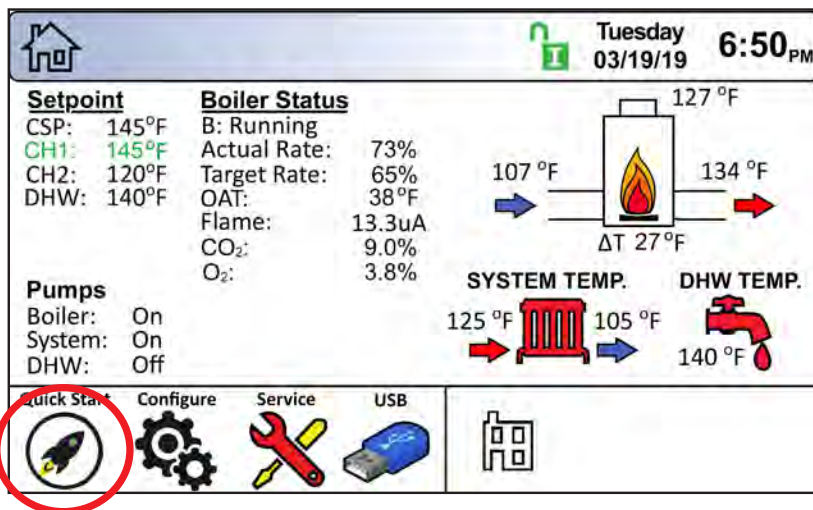 Tuesday
03/19/19
6:50 PM
I
Setpoint
CSP: 145°F
CH1: 145°F
CH2: 120°F
DHW: 140°F
Boiler Status
B: Running
Actual Rate: 73%
Target Rate: 65%
OAT: 38°F
Flame: 13.3uA
CO₂: 9.0%
O₂: 3.8%
127 °F
107 °F
134 °F
ΔT 27°F
Pumps
Boiler: On
System: On
DHW: Off
SYSTEM TEMP.
125 °F
105 °F
DHW TEMP.
140 °F
Quick Start
Configure
Service
USB